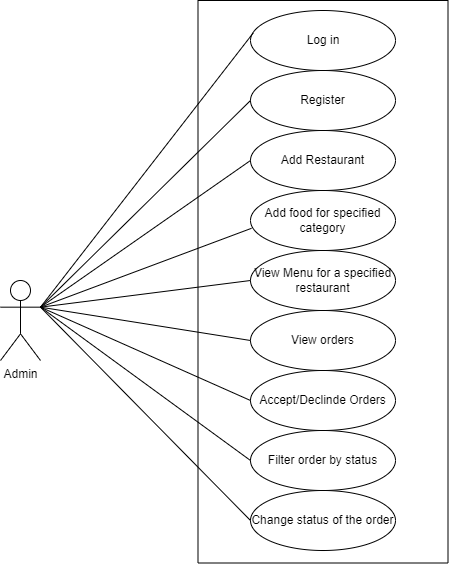 Log in
Register
Add Restaurant
Add food for specified
category
View Menu for a specified
restaurant
View orders
Admin
Accept/Declinde Orders
Filter order by status
Change status of the order